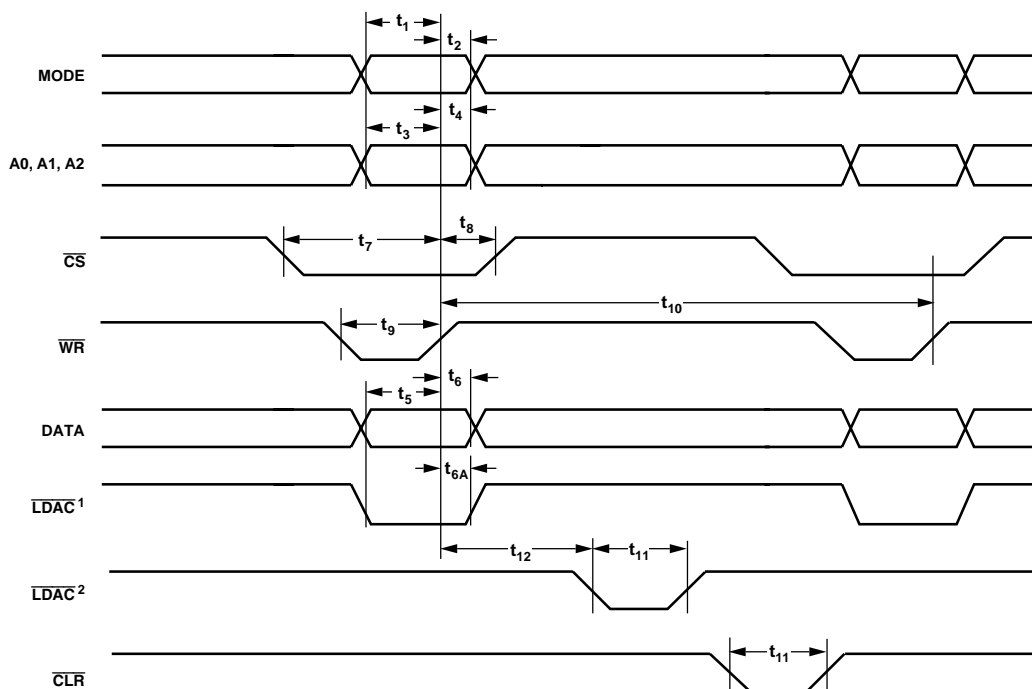 t1
t2
MODE
t4
t3
A0, A1, A2
t7
t8
CS
t10
t9
WR
t6
t5
DATA
t6A
LDAC1
t12
t11
LDAC2
t11
CLR